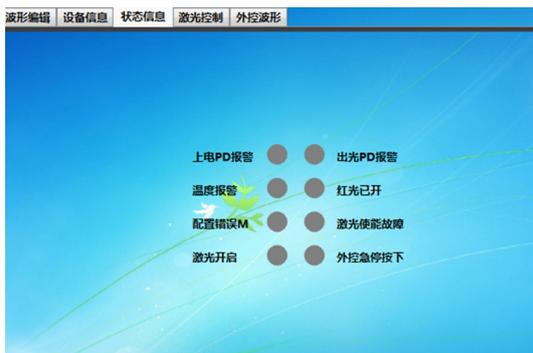 波形编辑 设备信息 状态信息 激光控制 外控波形
上电PD报警 出光PD报警
温度报警 红光已开
配置错误M 激光使能故障
激光开启 外控急停按下